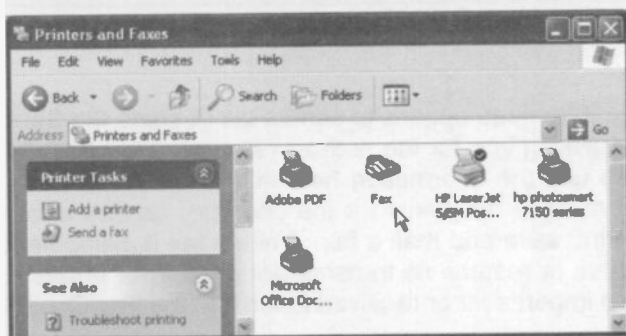 Printers and Faxes
File Edit View Favorites Tools Help
Back Search Folders
Address Printers and Faxes Go
Printer Tasks
Add a printer
Send a fax
See Also
Troubleshoot printing
Adobe PDF
Fax
HP LaserJet
5/5M Pos...
hp photosmart
7150 series
Microsoft
Office Doc...